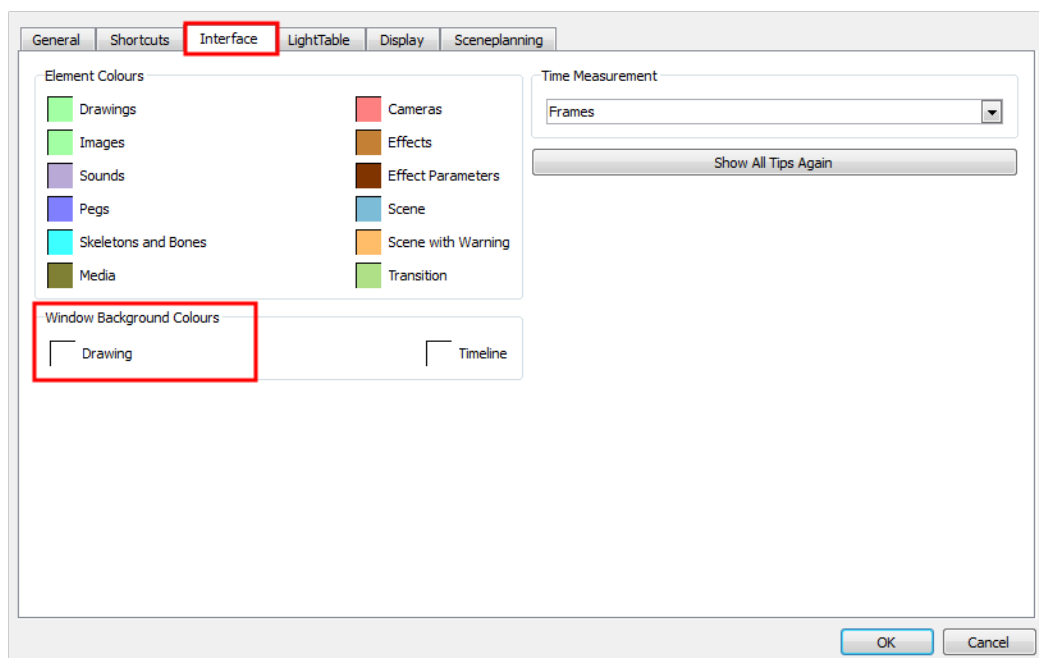 General Shortcuts Interface LightTable Display Sceneplanning
Element Colours
Drawings Cameras
Images Effects
Sounds Effect Parameters
Pegs Scene
Skeletons and Bones Scene with Warning
Media Transition
Window Background Colours
Drawing Timeline
Time Measurement
Frames
Show All Tips Again
OK Cancel